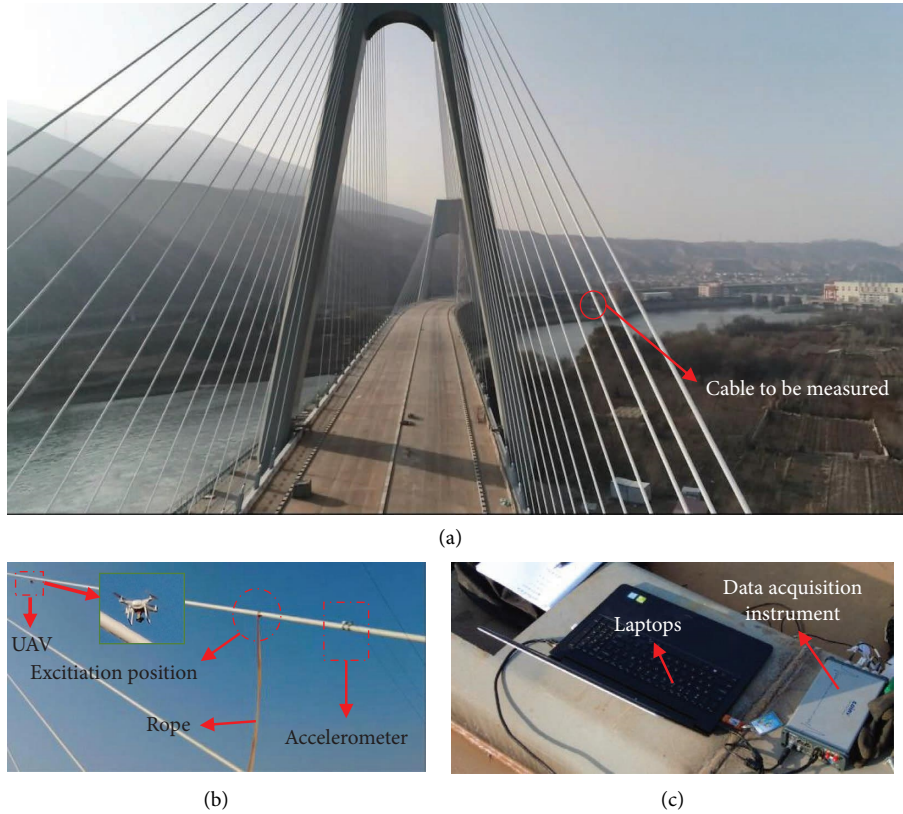 Cable to be measured
(a)
UAV
Excitiation position
Rope
Accelerometer
(b)
Data acquisition
instrument
Laptops
(c)